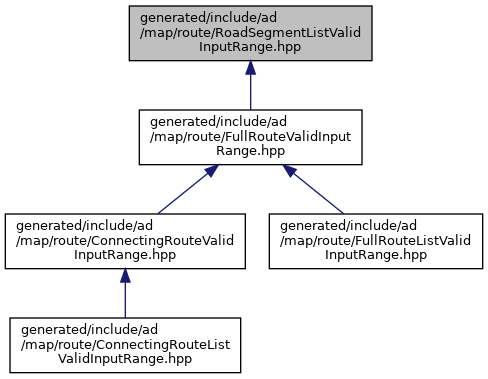 generated/include/ad
/map/route/RoadSegmentListValid
InputRange.hpp
generated/include/ad
/map/route/FullRouteValidInput
Range.hpp
generated/include/ad
/map/route/ConnectingRouteValid
InputRange.hpp
generated/include/ad
/map/route/FullRouteListValid
InputRange.hpp
generated/include/ad
/map/route/ConnectingRouteList
ValidInputRange.hpp